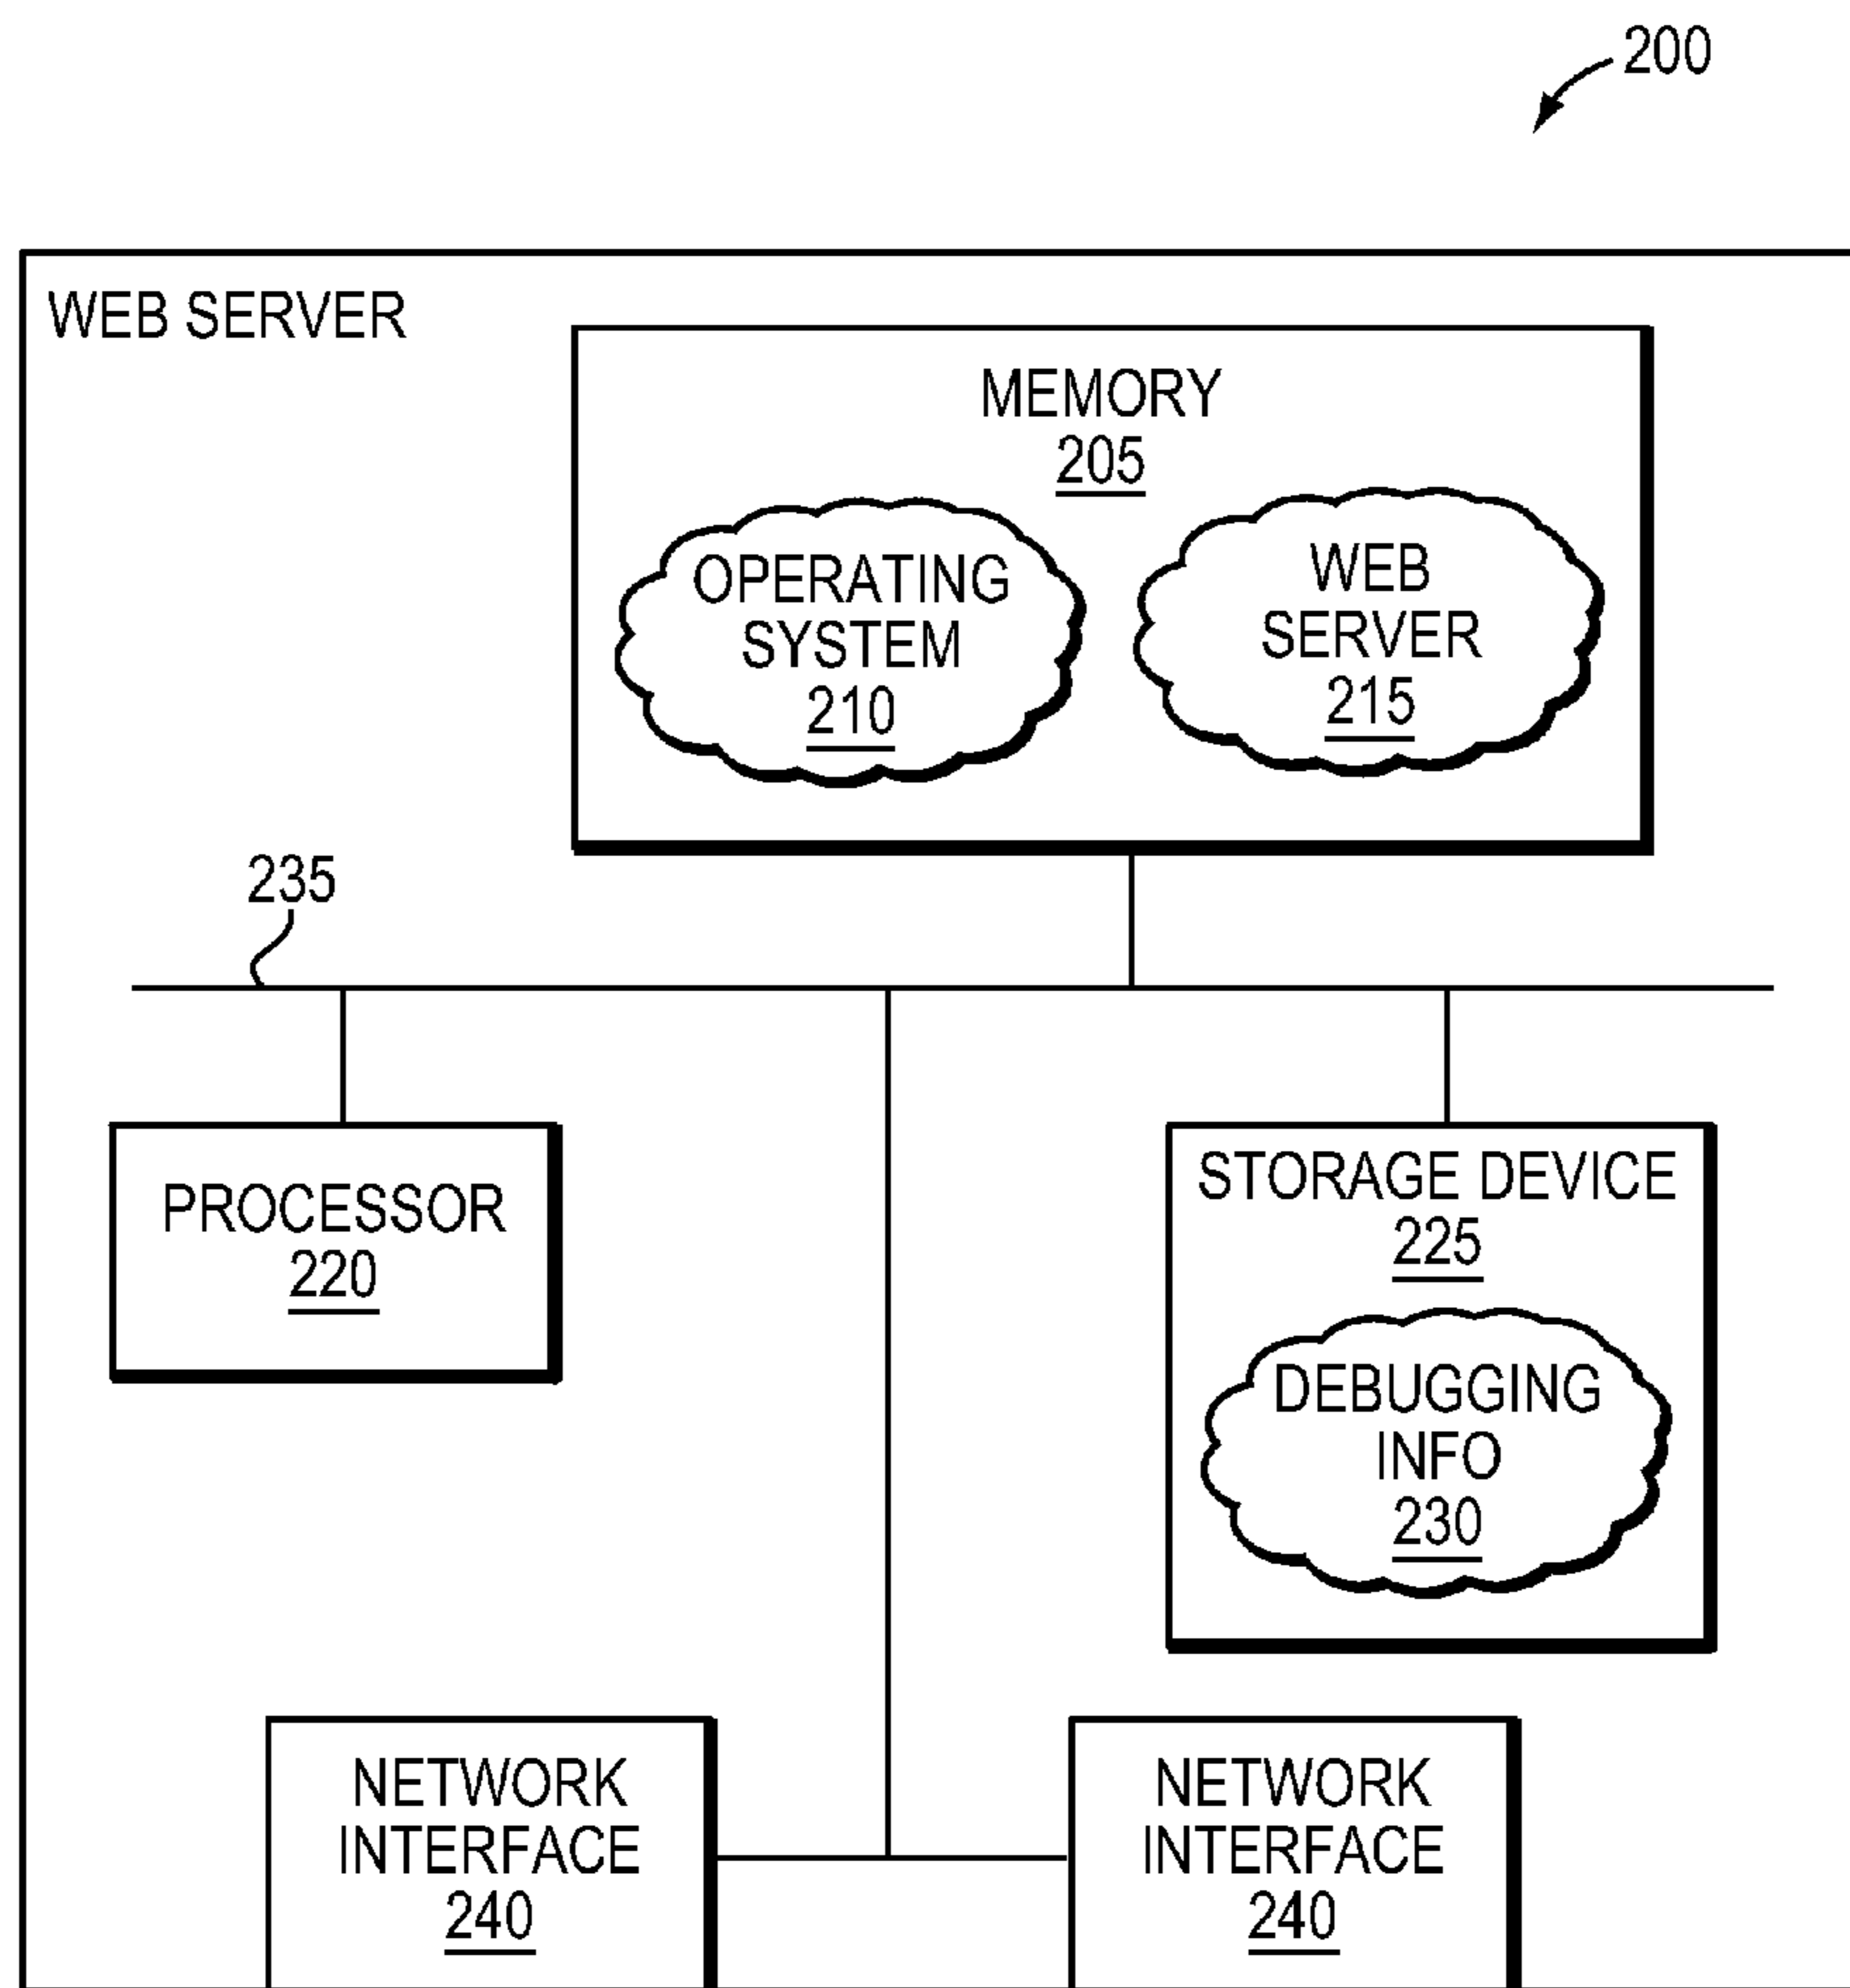 200
WEB SERVER
MEMORY
205
OPERATING
SYSTEM
210
WEB
SERVER
215
235
PROCESSOR
220
STORAGE DEVICE
225
DEBUGGING
INFO
230
NETWORK
INTERFACE
240
NETWORK
INTERFACE
240